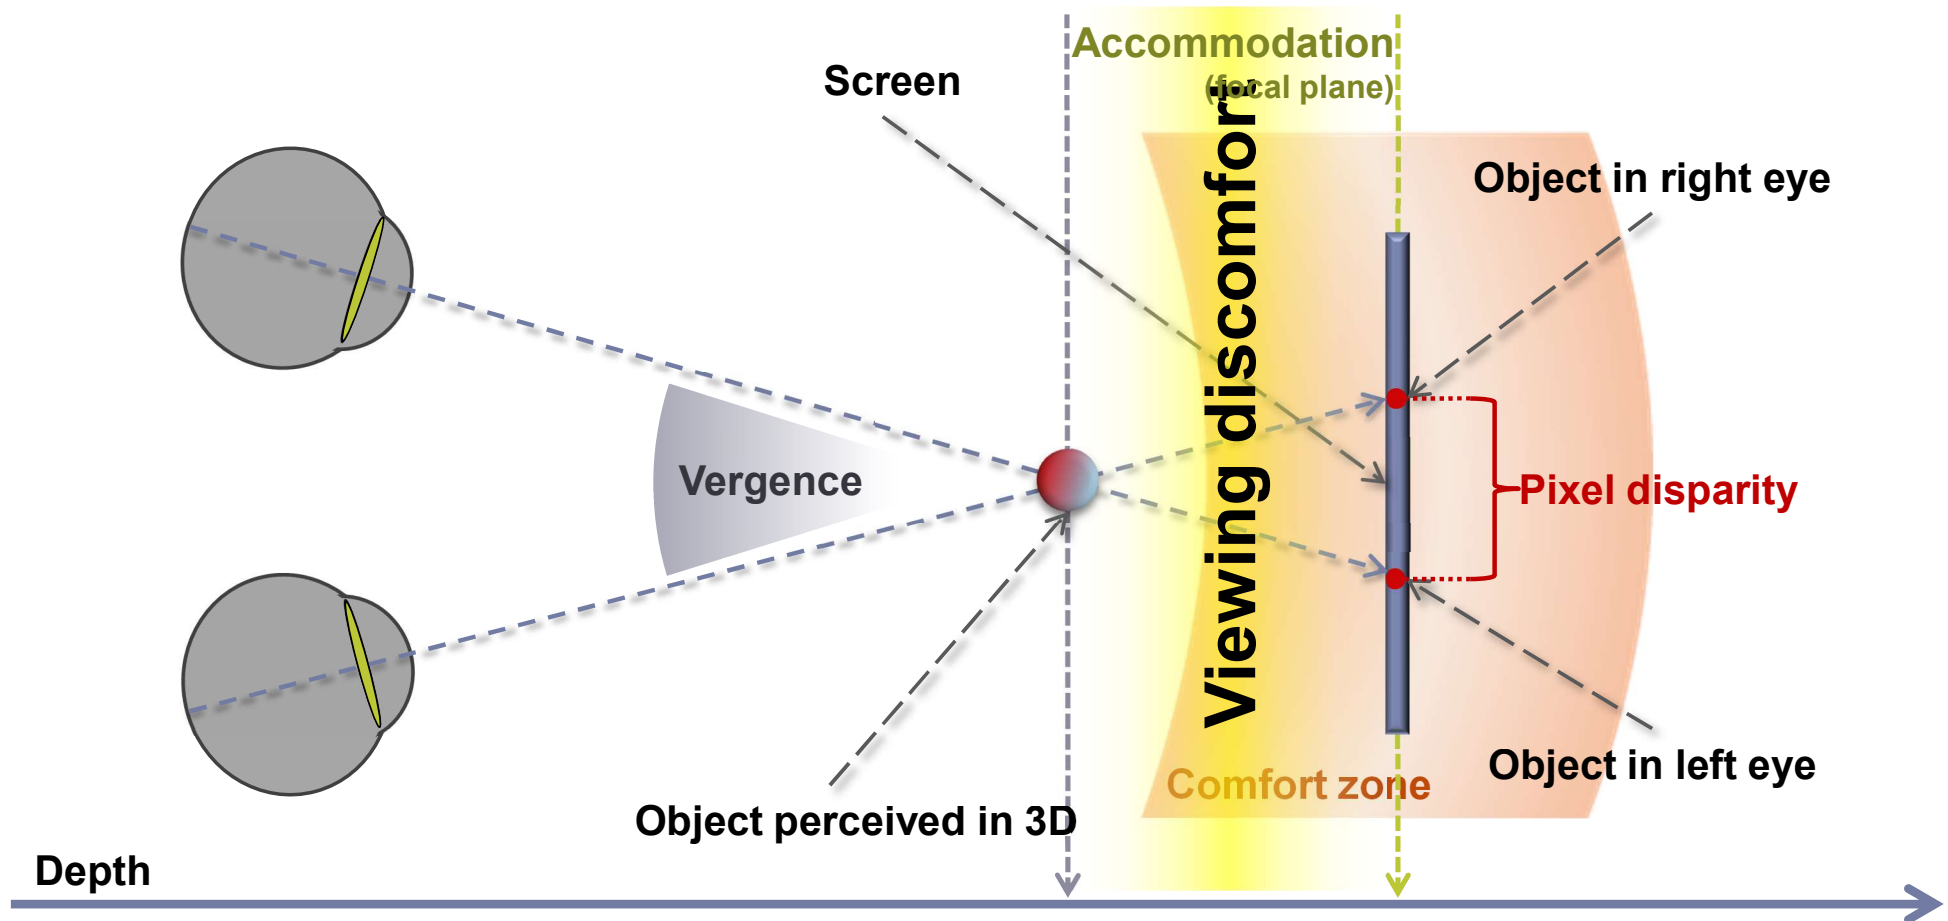 Accommodation
(focal plane)
Screen
Viewing discomfort
Object in right eye
Vergence
Pixel disparity
Object in left eye
Comfort zone
Object perceived in 3D
Depth